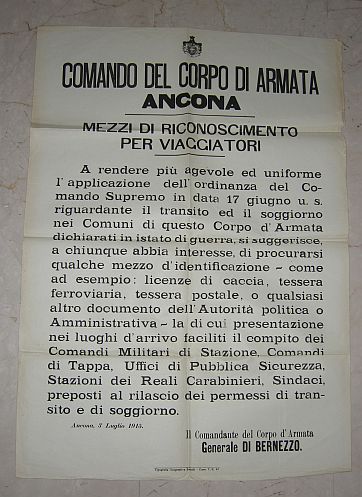 COMANDO DEL CORPO DI ARMATA
ANCONA
MEZZI DI RICONOSCIMENTO
PER VIAGGIATORI
A rendere più agevole ed uniforme
l'applicazione dell'ordinanza del Co-
mando Supremo in data 17 giugno u. s.
riguardante il transito ed il soggiorno
nei Comuni di questo Corpo d'Armata
dichiarati in istato di guerra, si suggerisce,
a chiunque abbia interesse, di procurarsi
qualche mezzo d'identificazione - come
ad esempio: licenze di caccia, tessera
ferroviaria, tessera postale, o qualsiasi
altro documento dell'Autorità politica o
Amministrativa - la di cui presentazione
nei luoghi d'arrivo faciliti il compito dei
Comandi Militari di Stazione, Comandi
di Tappa, Uffici di Pubblica Sicurezza,
Stazioni dei Reali Carabinieri, Sindaci,
preposti al rilascio dei permessi di tran-
sito e di soggiorno.
Ancona, 3 Luglio 1915.
Il Comandante del Corpo d'Armata
Generale DI BERNEZZO.